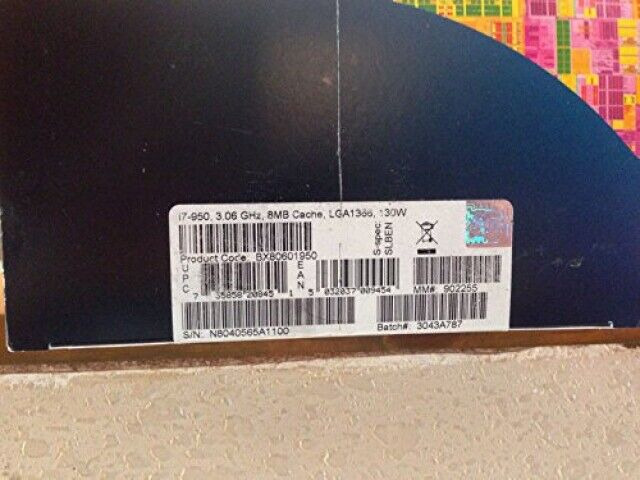 i7-950, 3.06 GHz, 8MB Cache, LGA1366, 130W
S-spec:
SLBEN
Product Code: BX80601950
UPC
EAN
7 35858 20845 1
5 032037 009454
MM#: 902255
S/N: N8040565A1100
Batch#: 3043A787